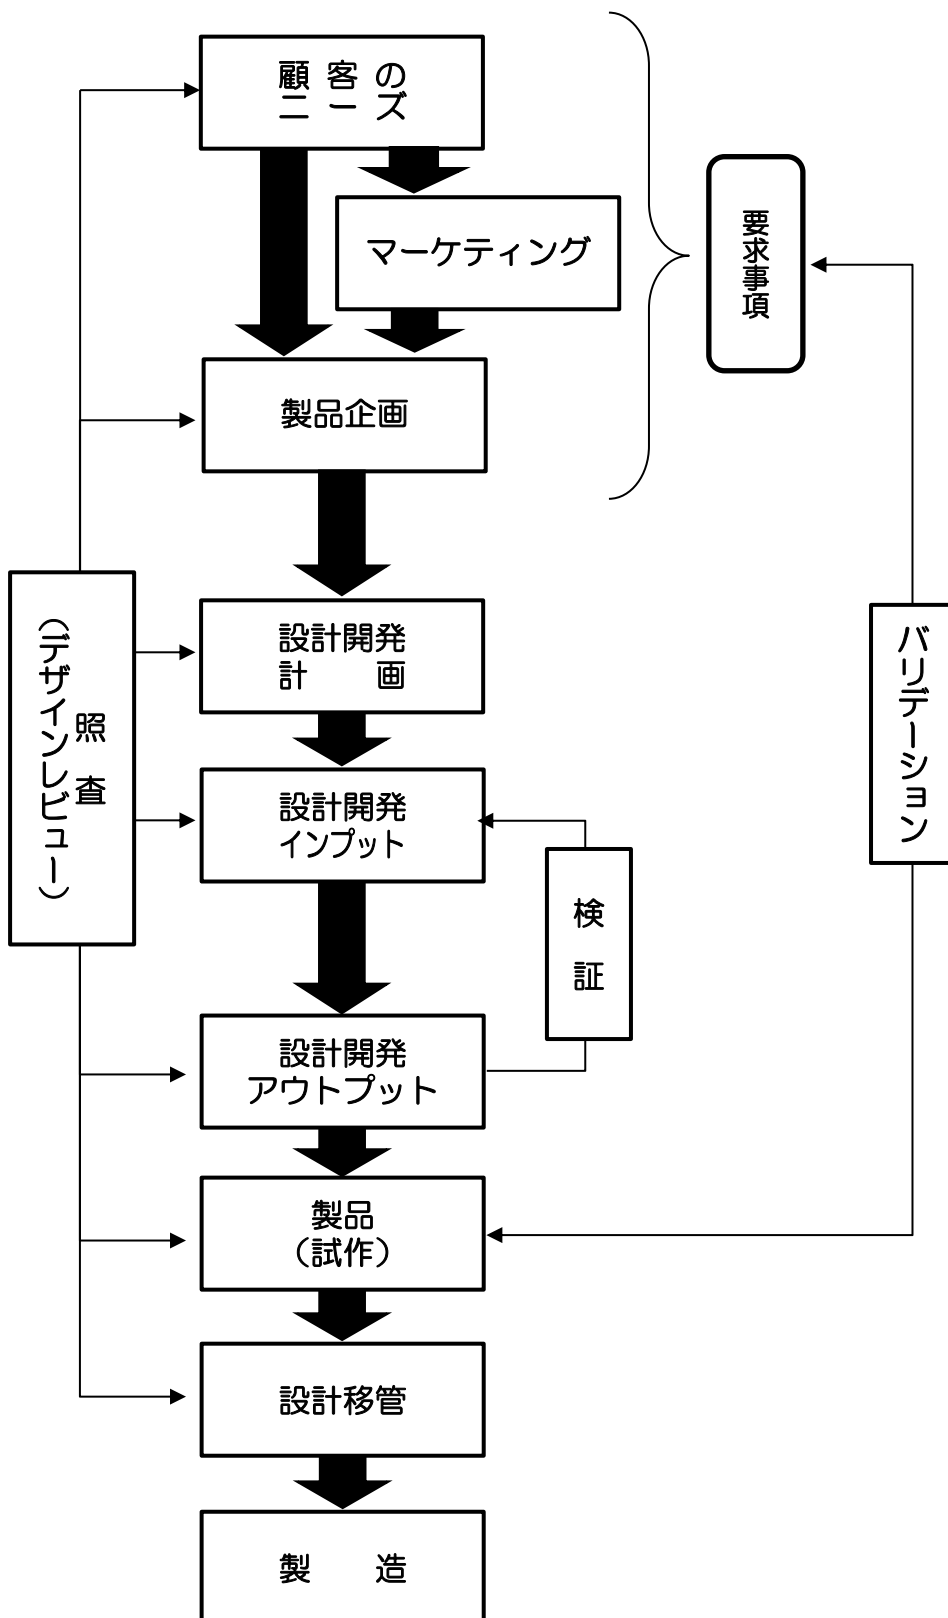 顧客の
ニーズ
マーケティング
要求事項
製品企画
設計開発
計画
照査
(デザインレビュー)
バリデーション
設計開発
インプット
検証
設計開発
アウトプット
製品
(試作)
設計移管
製造